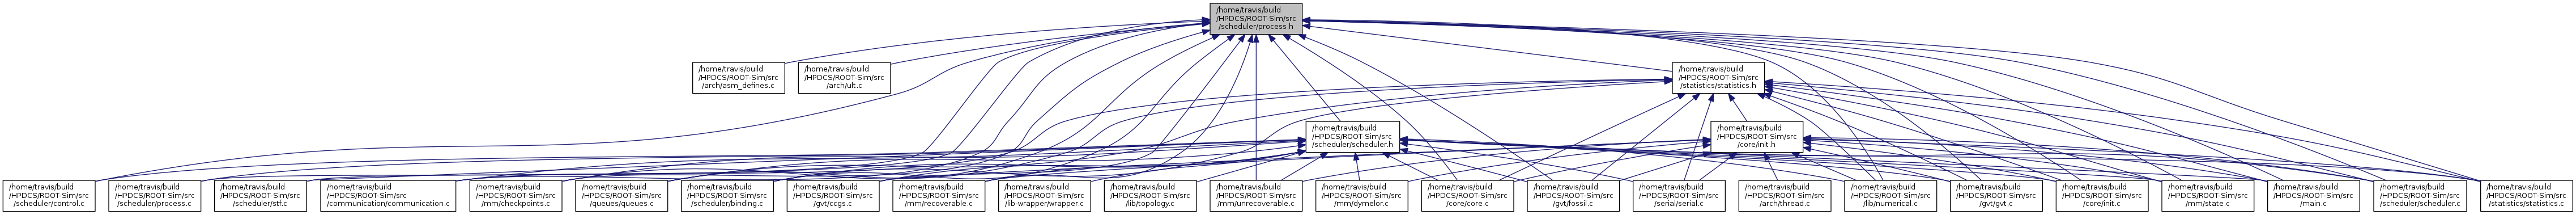 /home/travis/build
/HPDCS/ROOT-Sim/src
/scheduler/process.h
/home/travis/build
/HPDCS/ROOT-Sim/src
/arch/asm_defines.c
/home/travis/build
/HPDCS/ROOT-Sim/src
/arch/ult.c
/home/travis/build
/HPDCS/ROOT-Sim/src
/statistics/statistics.h
/home/travis/build
/HPDCS/ROOT-Sim/src
/scheduler/scheduler.h
/home/travis/build
/HPDCS/ROOT-Sim/src
/core/init.h
/home/travis/build
/HPDCS/ROOT-Sim/src
/scheduler/control.c
/home/travis/build
/HPDCS/ROOT-Sim/src
/scheduler/process.c
/home/travis/build
/HPDCS/ROOT-Sim/src
/scheduler/stf.c
/home/travis/build
/HPDCS/ROOT-Sim/src
/communication/communication.c
/home/travis/build
/HPDCS/ROOT-Sim/src
/mm/checkpoints.c
/home/travis/build
/HPDCS/ROOT-Sim/src
/queues/queues.c
/home/travis/build
/HPDCS/ROOT-Sim/src
/scheduler/binding.c
/home/travis/build
/HPDCS/ROOT-Sim/src
/gvt/ccgs.c
/home/travis/build
/HPDCS/ROOT-Sim/src
/mm/recoverable.c
/home/travis/build
/HPDCS/ROOT-Sim/src
/lib-wrapper/wrapper.c
/home/travis/build
/HPDCS/ROOT-Sim/src
/lib/topology.c
/home/travis/build
/HPDCS/ROOT-Sim/src
/mm/unrecoverable.c
/home/travis/build
/HPDCS/ROOT-Sim/src
/mm/dymelor.c
/home/travis/build
/HPDCS/ROOT-Sim/src
/core/core.c
/home/travis/build
/HPDCS/ROOT-Sim/src
/gvt/fossil.c
/home/travis/build
/HPDCS/ROOT-Sim/src
/serial/serial.c
/home/travis/build
/HPDCS/ROOT-Sim/src
/arch/thread.c
/home/travis/build
/HPDCS/ROOT-Sim/src
/lib/numerical.c
/home/travis/build
/HPDCS/ROOT-Sim/src
/gvt/gvt.c
/home/travis/build
/HPDCS/ROOT-Sim/src
/core/init.c
/home/travis/build
/HPDCS/ROOT-Sim/src
/mm/state.c
/home/travis/build
/HPDCS/ROOT-Sim/src
/main.c
/home/travis/build
/HPDCS/ROOT-Sim/src
/scheduler/scheduler.c
/home/travis/build
/HPDCS/ROOT-Sim/src
/statistics/statistics.c